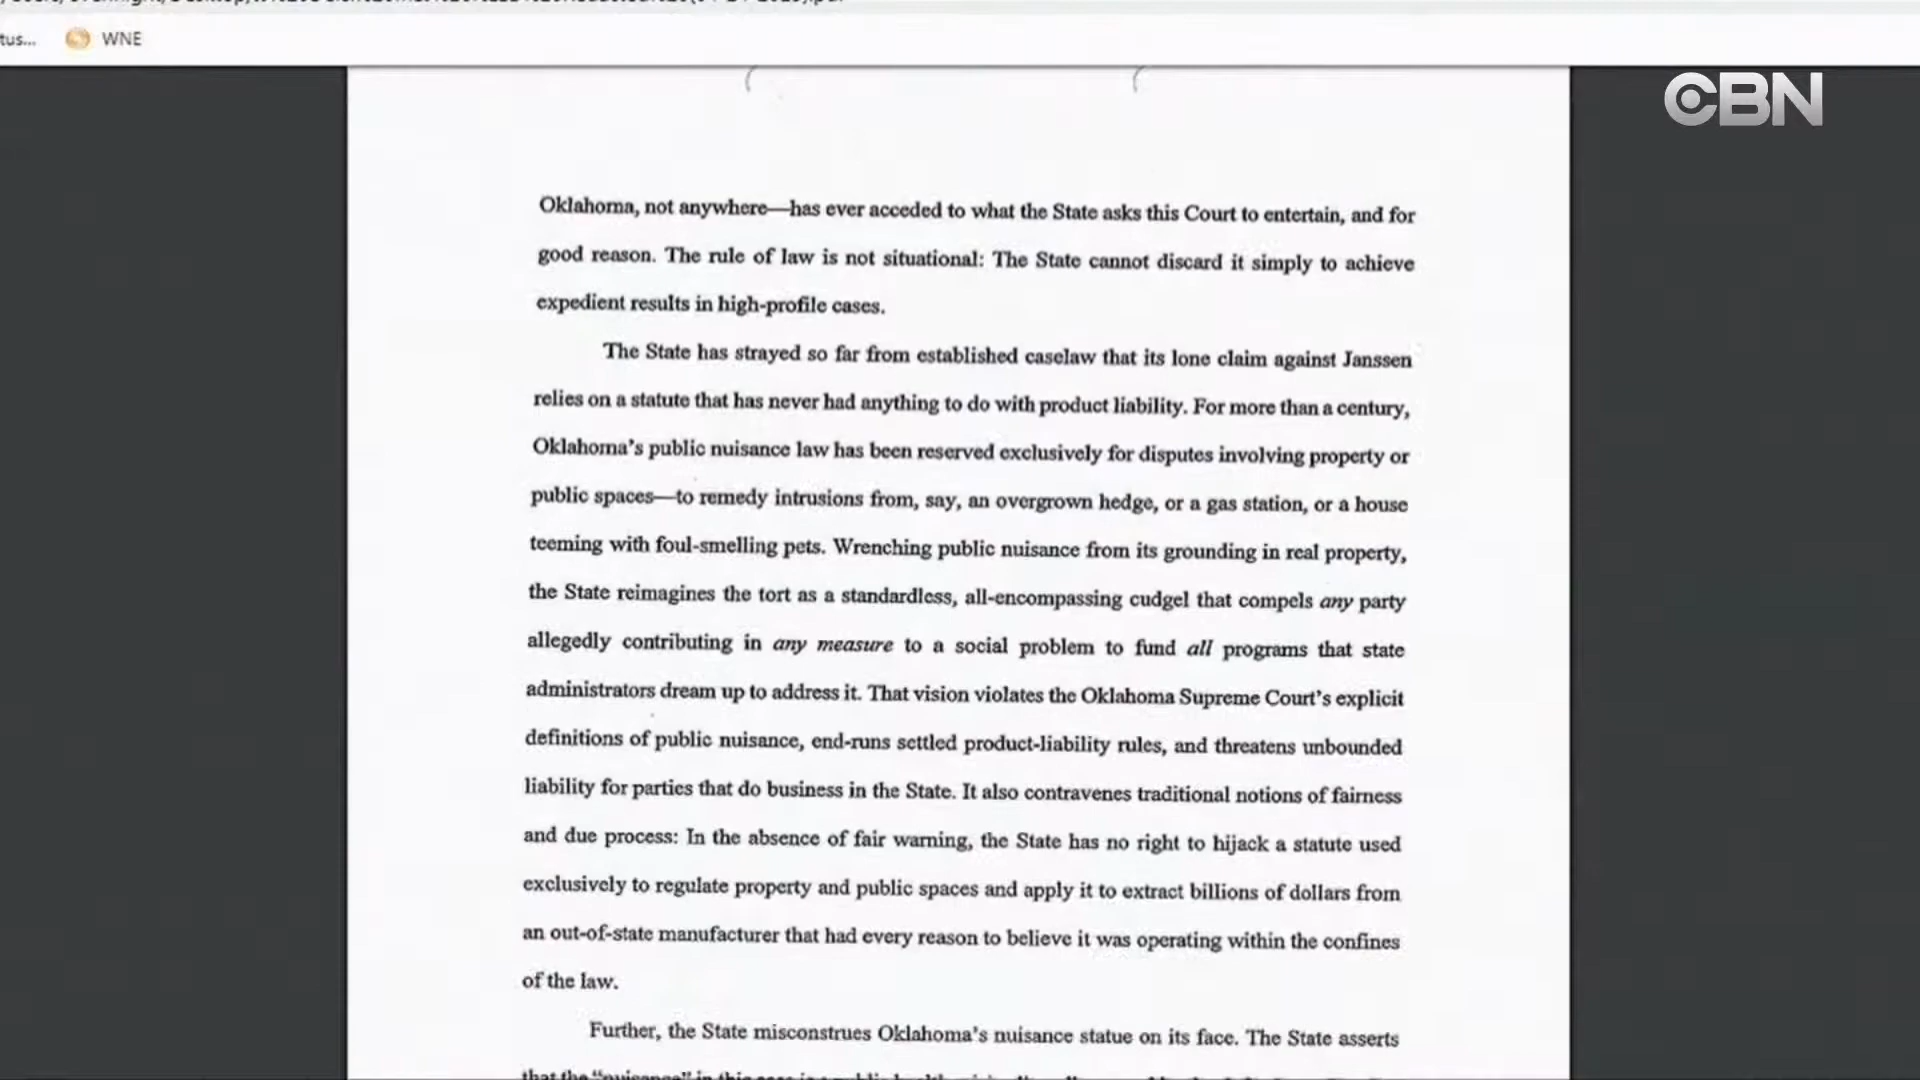 tus...
WNE
CBN
Oklahoma, not anywhere—has ever acceded to what the State asks this Court to entertain, and for
good reason. The rule of law is not situational: The State cannot discard it simply to achieve
expedient results in high-profile cases.
The State has strayed so far from established caselaw that its lone claim against Janssen
relies on a statute that has never had anything to do with product liability. For more than a century,
Oklahoma's public nuisance law has been reserved exclusively for disputes involving property or
public spaces—to remedy intrusions from, say, an overgrown hedge, or a gas station, or a house
teeming with foul-smelling pets. Wrenching public nuisance from its grounding in real property,
the State reimagines the tort as a standardless, all-encompassing cudgel that compels any party
allegedly contributing in any measure to a social problem to fund all programs that state
administrators dream up to address it. That vision violates the Oklahoma Supreme Court's explicit
definitions of public nuisance, end-runs settled product-liability rules, and threatens unbounded
liability for parties that do business in the State. It also contravenes traditional notions of fairness
and due process: In the absence of fair warning, the State has no right to hijack a statute used
exclusively to regulate property and public spaces and apply it to extract billions of dollars from
an out-of-state manufacturer that had every reason to believe it was operating within the confines
of the law.
Further, the State misconstrues Oklahoma's nuisance statue on its face. The State asserts
that the "nuisance" in this case is a public health